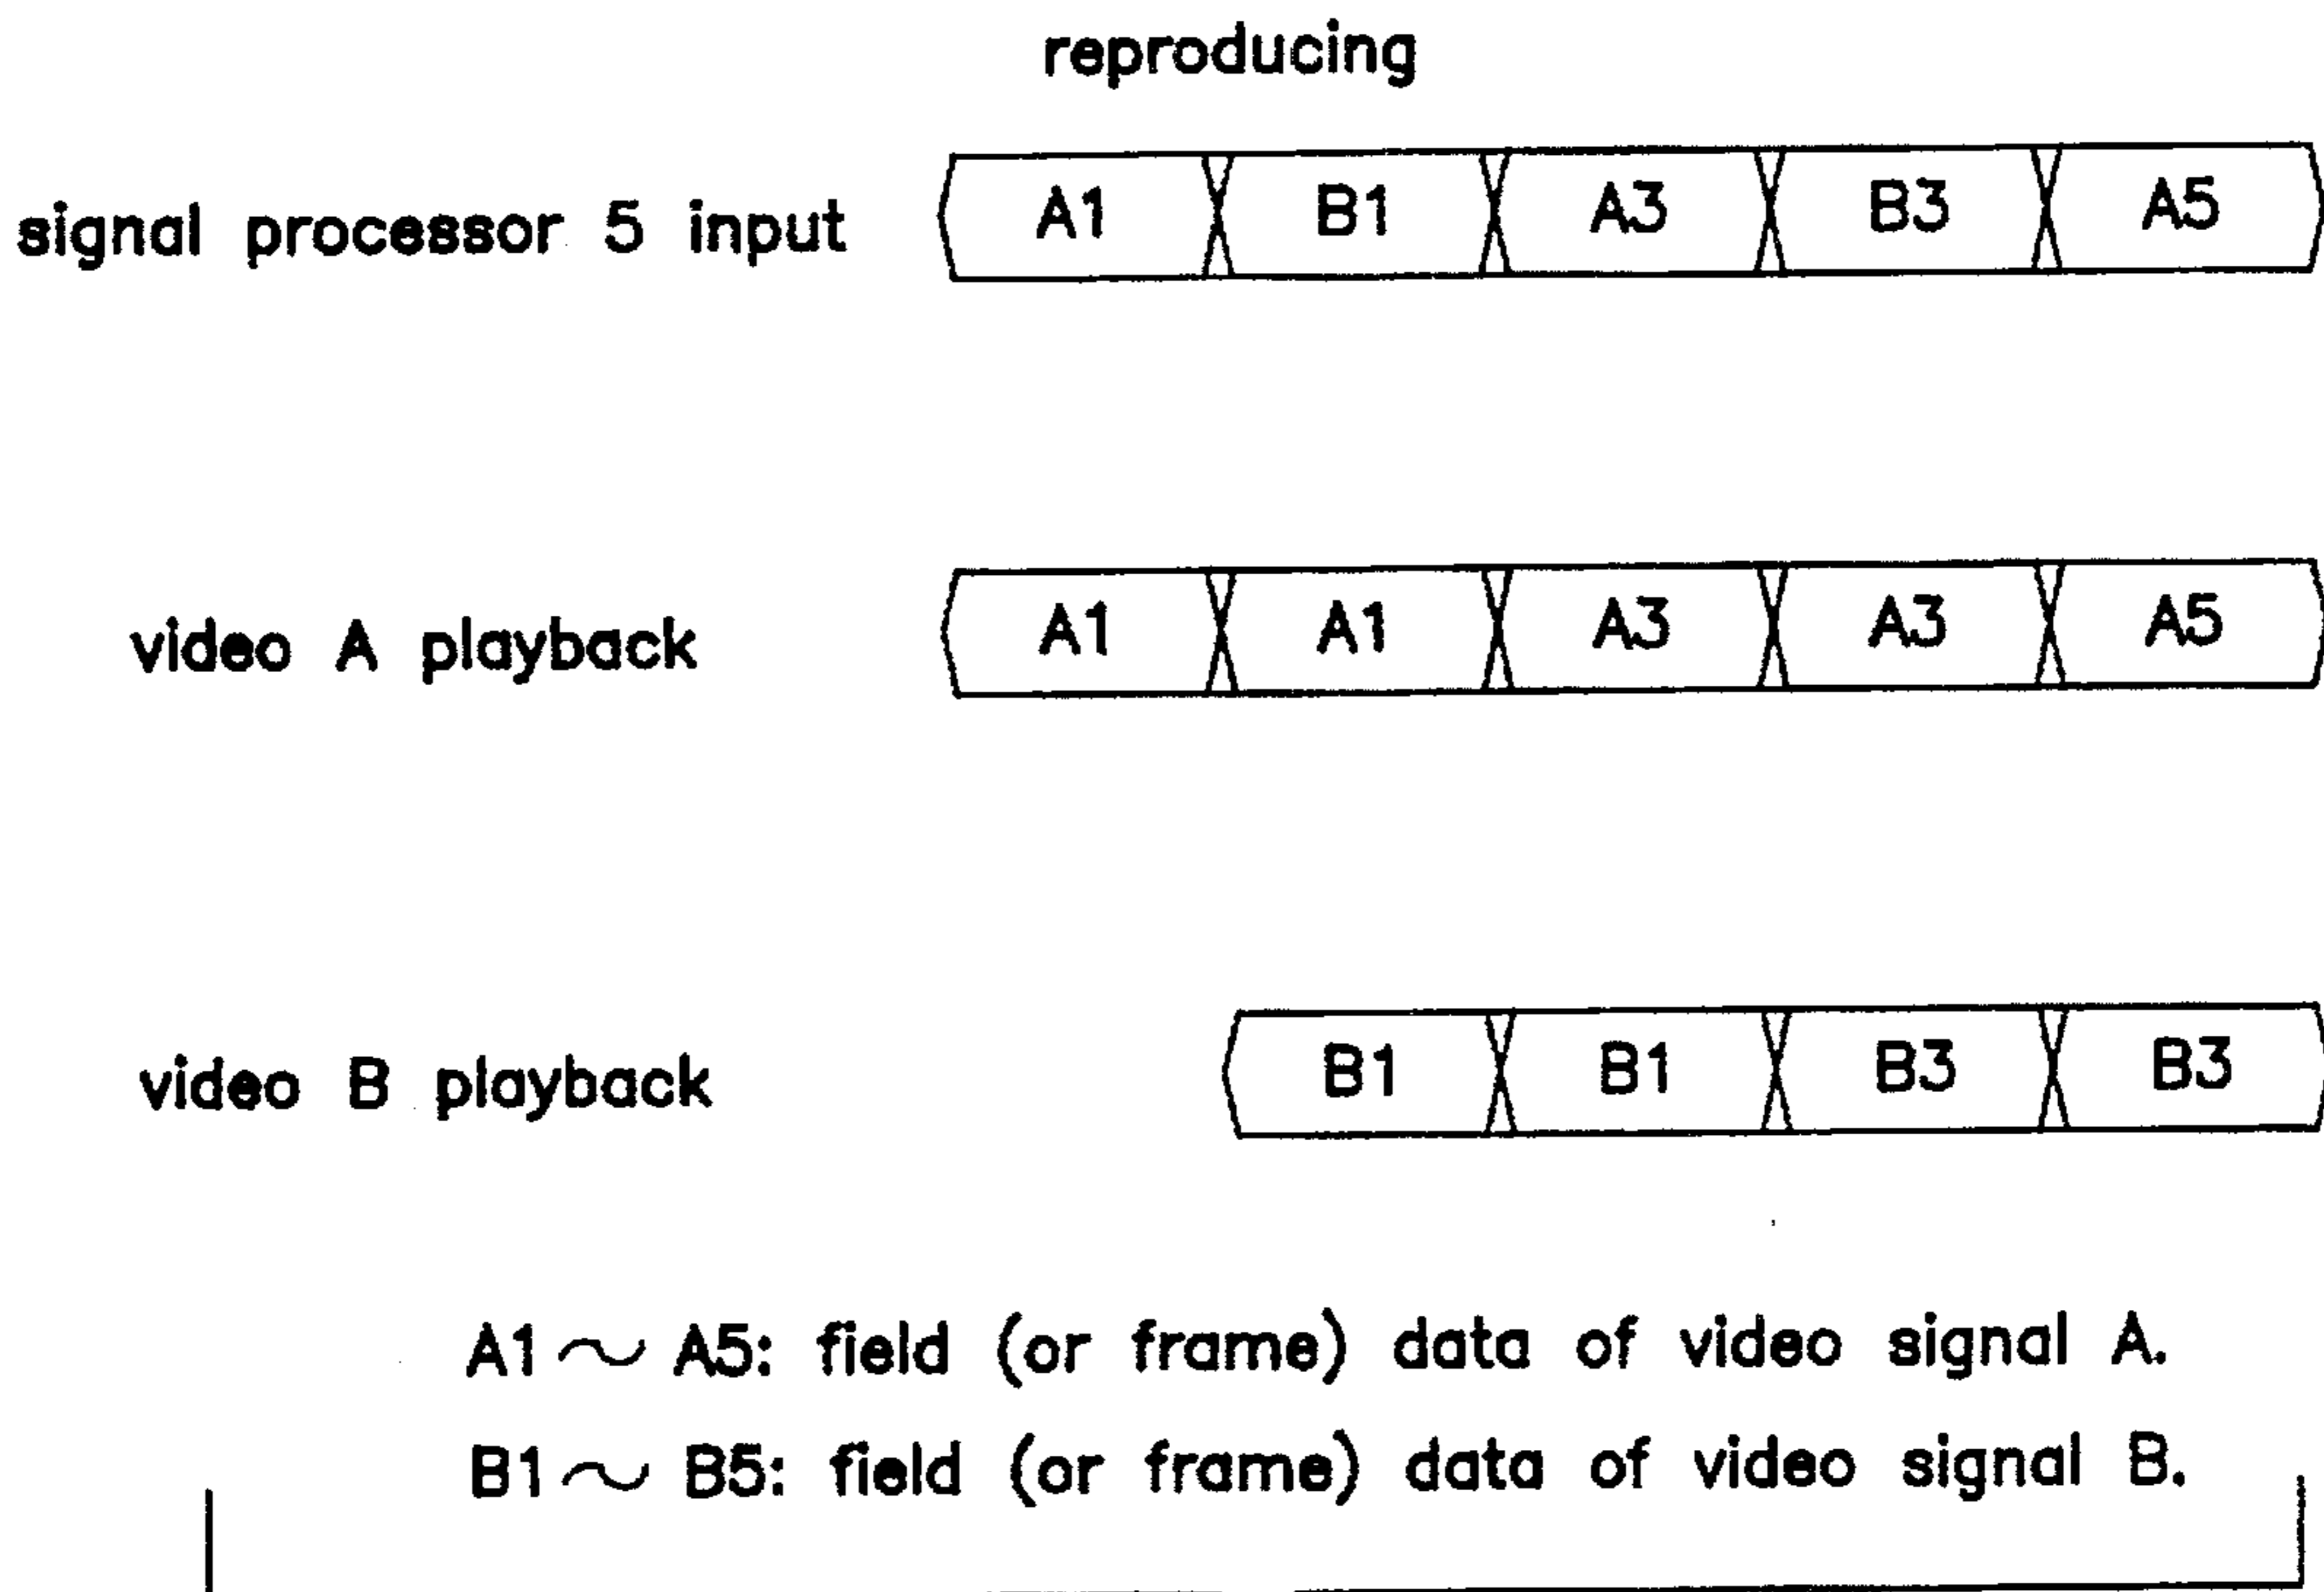 reproducing
signal processor 5 input A1 B1 A3 B3 A5
video A playback A1 A1 A3 A3 A5
video B playback B1 B1 B3 B3
A1 ~ A5: field (or frame) data of video signal A.
B1 ~ B5: field (or frame) data of video signal B.